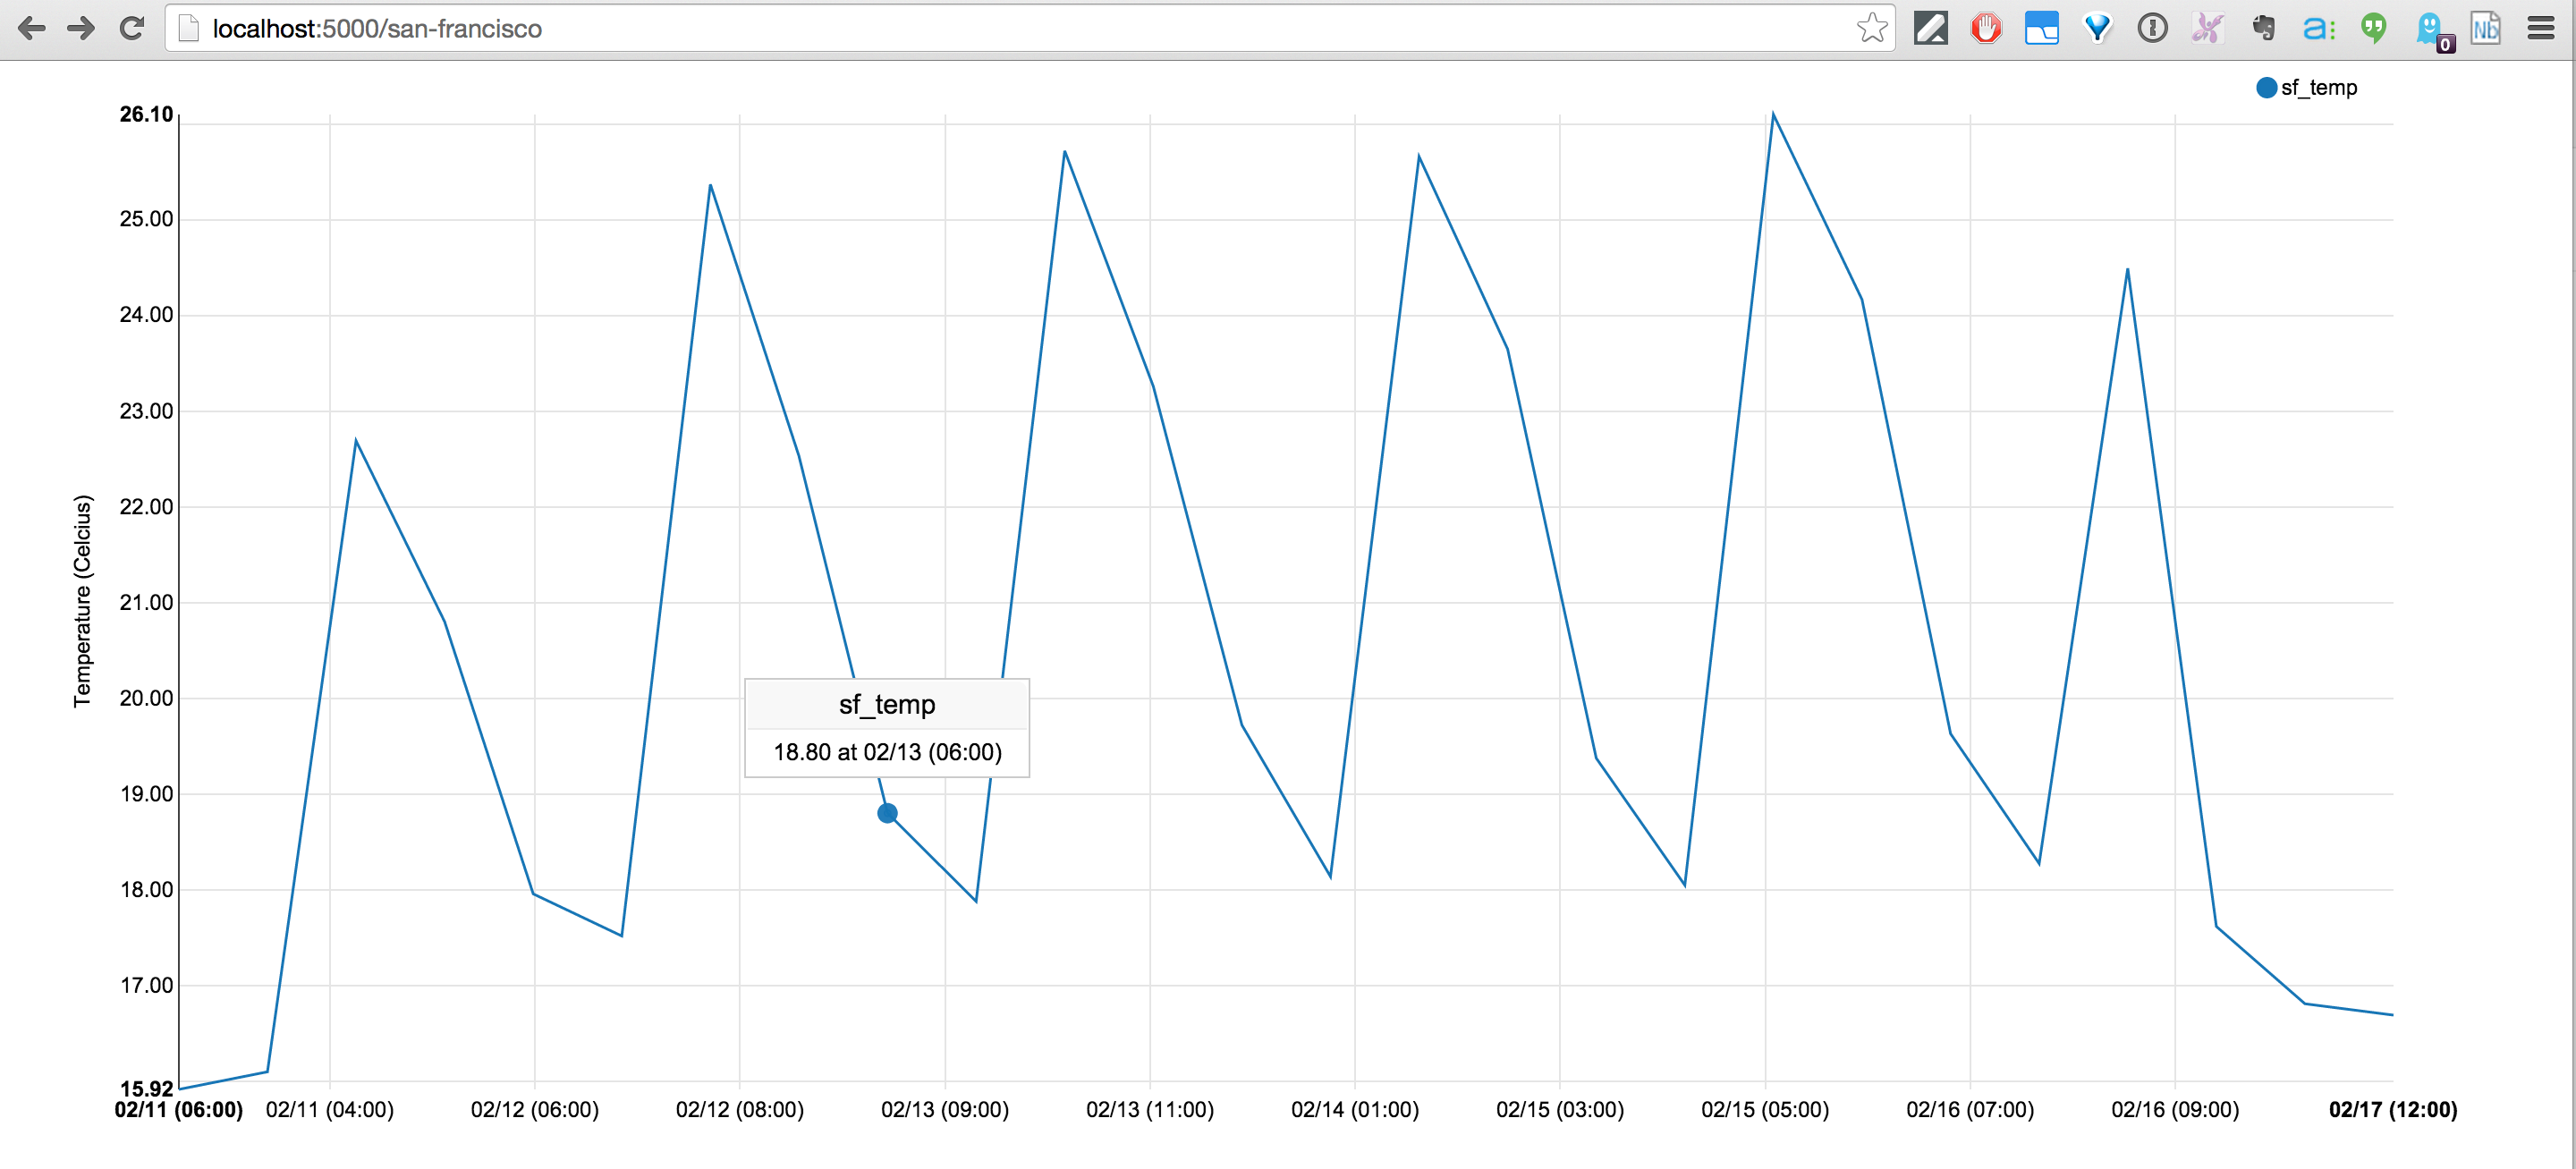 localhost:5000/san-francisco
a:
0
Nb
sf_temp
26.10
25.00
24.00
23.00
22.00
21.00
20.00
19.00
18.00
17.00
15.92
Temperature (Celcius)
sf_temp
18.80 at 02/13 (06:00)
02/11 (06:00) 02/11 (04:00) 02/12 (06:00) 02/12 (08:00) 02/13 (09:00) 02/13 (11:00) 02/14 (01:00) 02/15 (03:00) 02/15 (05:00) 02/16 (07:00) 02/16 (09:00) 02/17 (12:00)